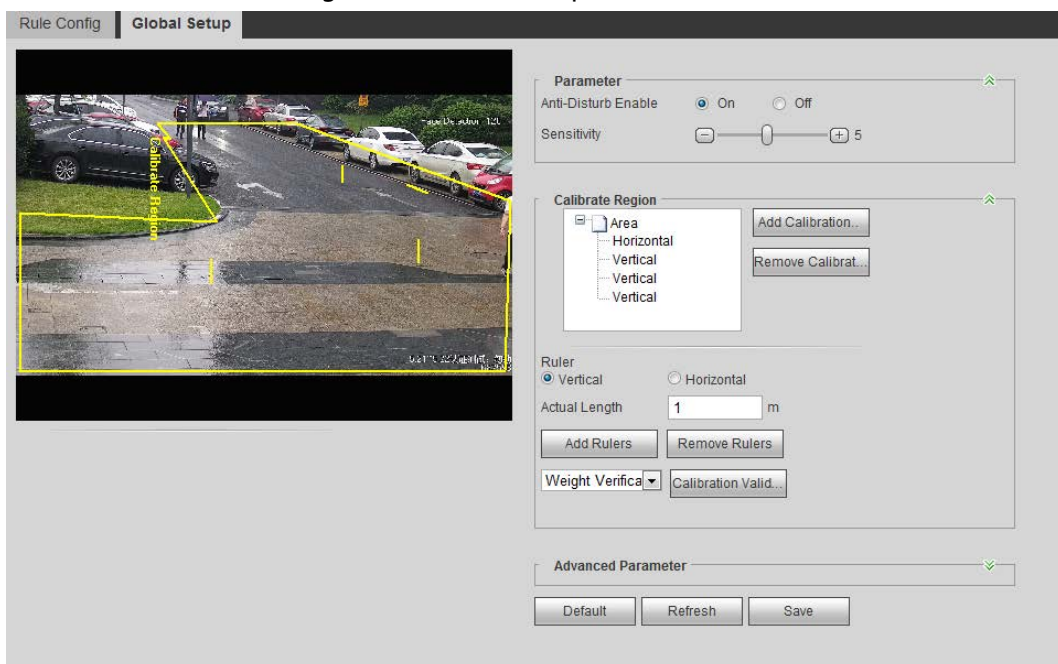 Rule Config Global Setup
Calibrate Region
Parameter
Anti-Disturb Enable On Off
Sensitivity 5
Calibrate Region
Area
Horizontal
Vertical
Vertical
Vertical
Add Calibration..
Remove Calibrat...
Ruler
Vertical Horizontal
Actual Length 1 m
Add Rulers Remove Rulers
Weight Verifica Calibration Valid...
Advanced Parameter
Default Refresh Save